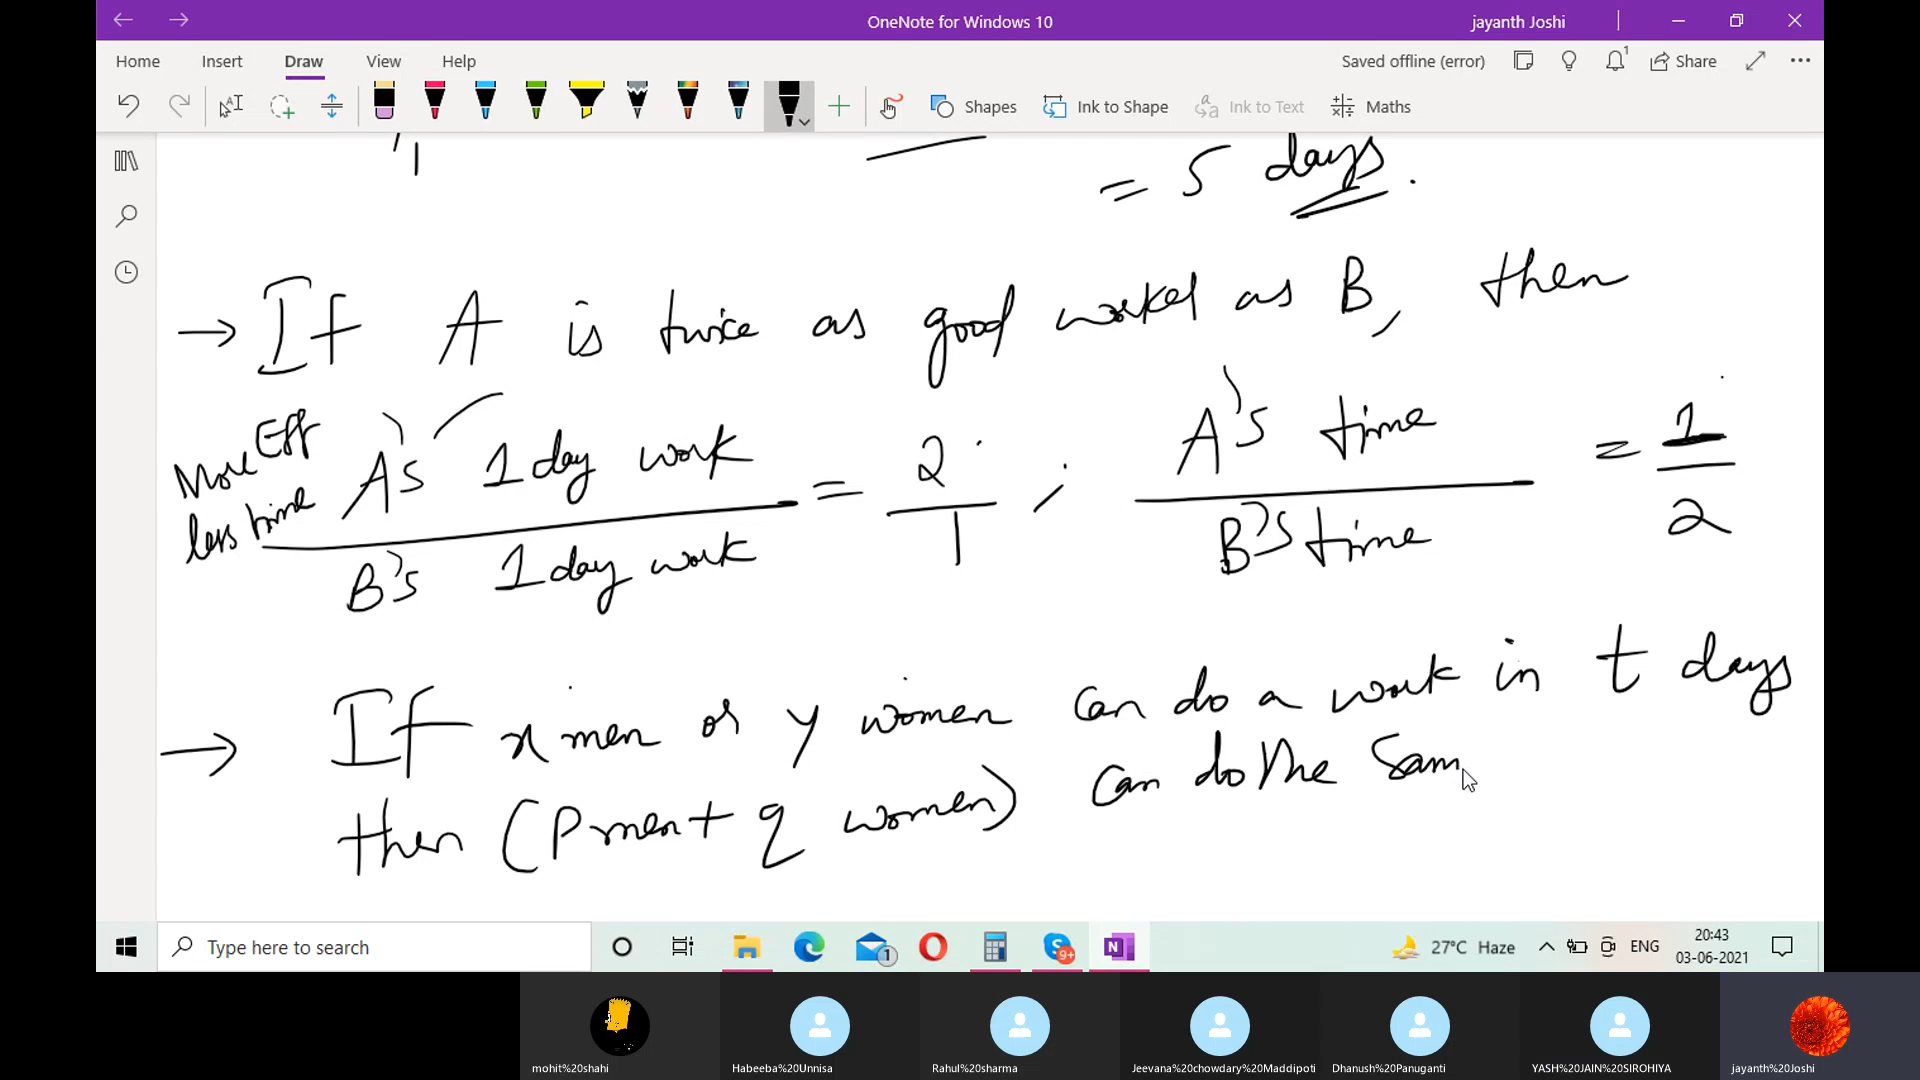 OneNote for Windows 10
jayanth Joshi
Home Insert Draw View Help
Saved offline (error) 1 Share
Shapes Ink to Shape Ink to Text Maths
= 5 days.
→ If A is twice as good worker as B, then
More Eff
less time
A's 1 day work / B's 1 day work = 2/1 ; A's time / B's time = 1/2
→ If x men or y women can do a work in t days
then (P men + q women) can do the Sam
Type here to search
1
9+
27°C Haze
ENG
20:43
03-06-2021
mohit%20shahi Habeeba%20Unnisa Rahul%20sharma Jeevana%20chowdary%20Maddipoti Dhanush%20Panuganti YASH%20JAIN%20SIROHIYA jayanth%20Joshi